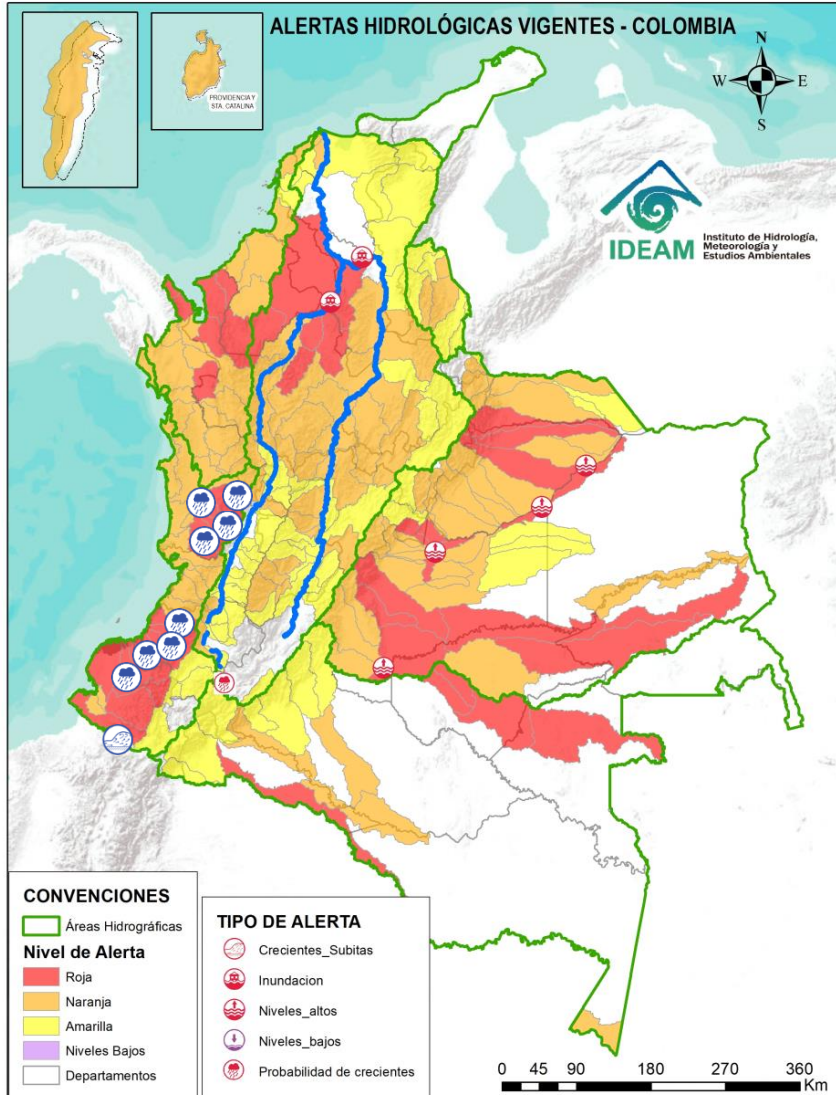 ALERTAS HIDROLÓGICAS VIGENTES - COLOMBIA
PROVIDENCIA Y
STA. CATALINA
N
W
E
S
IDEAM
Instituto de Hidrología,
Meteorología y
Estudios Ambientales
CONVENCIONES
Áreas Hidrográficas
Nivel de Alerta
Roja
Naranja
Amarilla
Niveles Bajos
Departamentos
TIPO DE ALERTA
Crecientes_Subitas
Inundacion
Niveles_altos
Niveles_bajos
Probabilidad de crecientes
0 45 90 180 270 360
Km